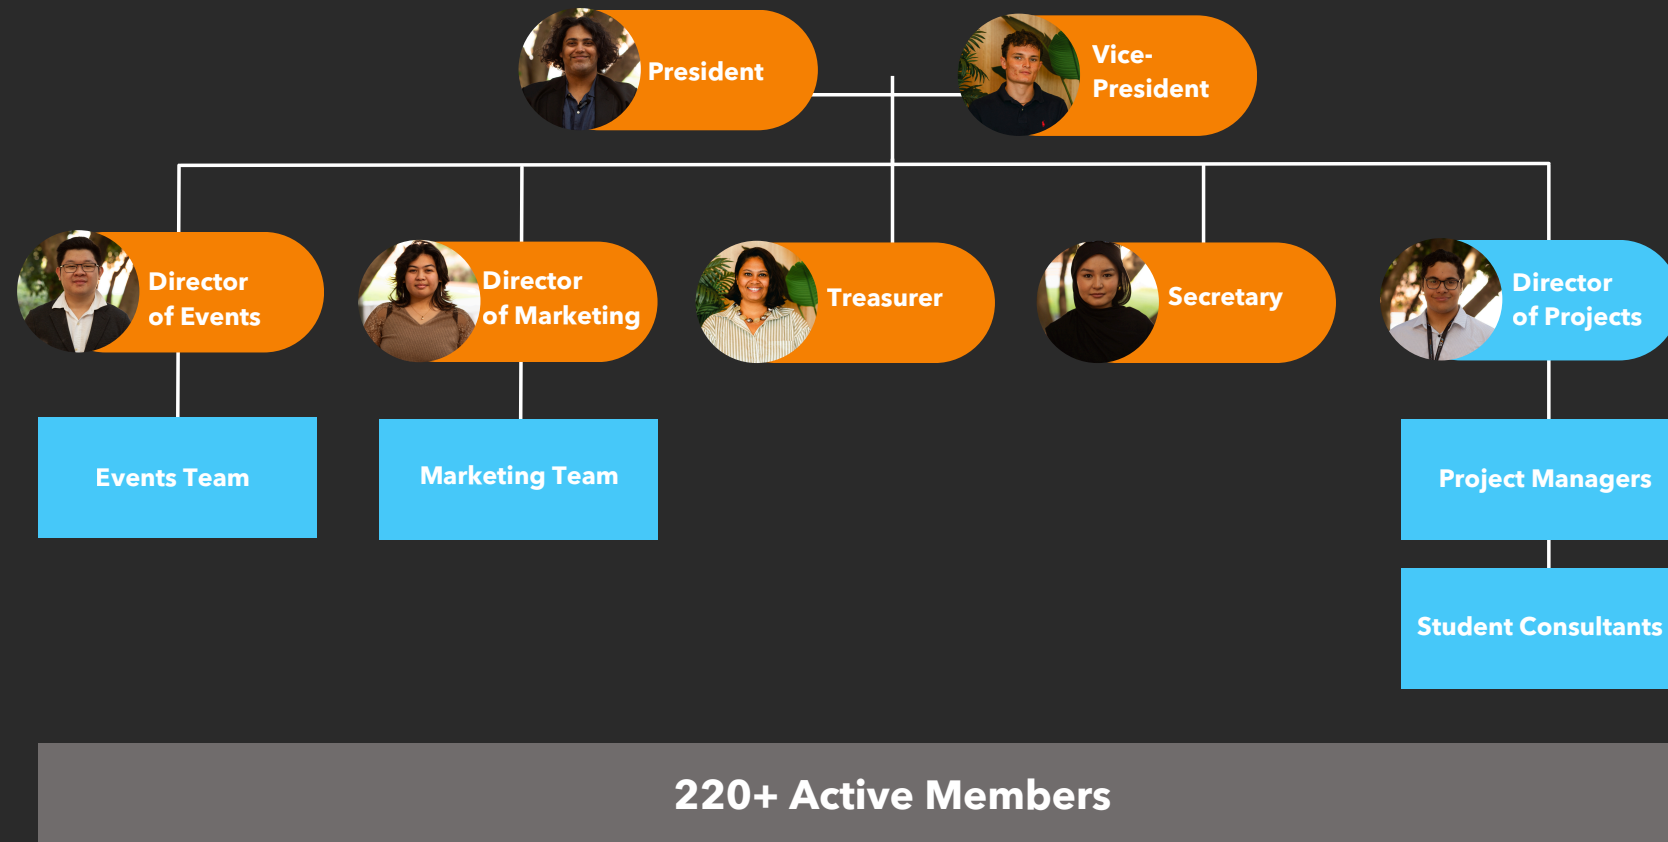 President
Vice-
President
Director
of Events
Director
of Marketing
Treasurer
Secretary
Director
of Projects
Events Team
Marketing Team
Project Managers
Student Consultants
220+ Active Members